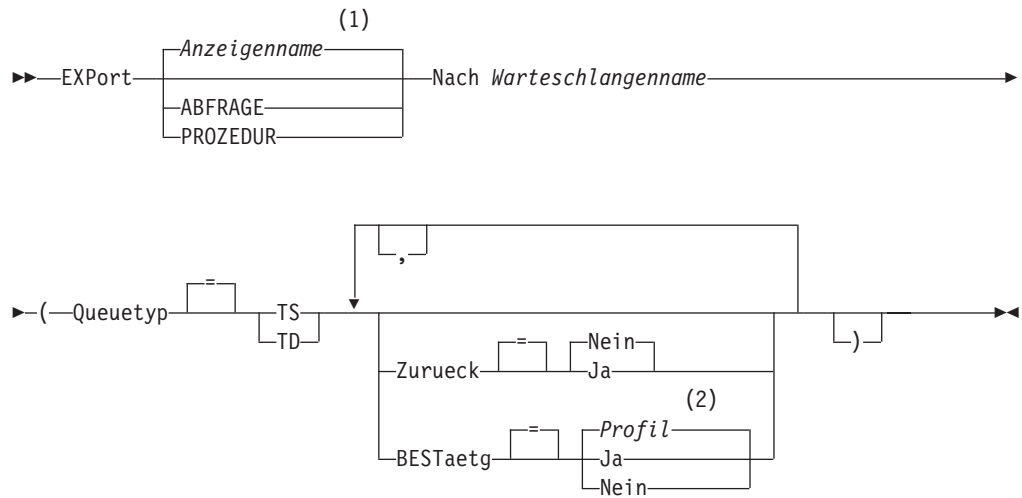 (1)
Anzeigenname
►►—EXPort Nach Warteschlangenname ►
ABFRAGE
PROZEDUR
,
=
►—( Queuetyp TS ►◄
TD )
= Nein
Zurueck Ja
(2)
= Profil
BESTaetg Ja
Nein